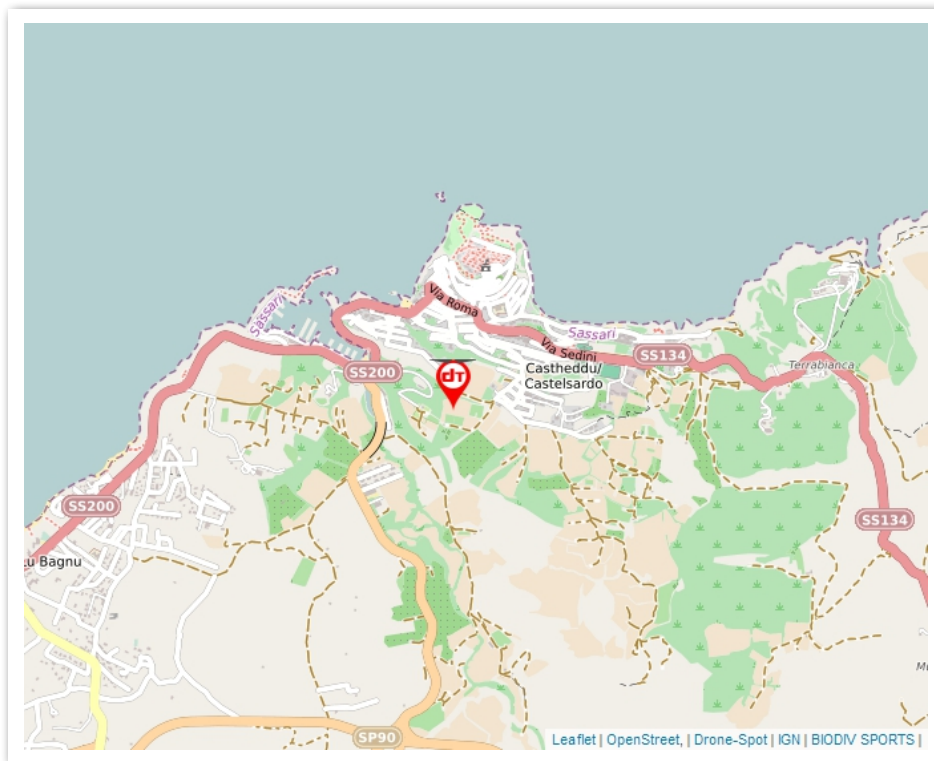 Sassari
Via Roma
Sassari
Via Sedini
SS134
Castheddu/
Castelsardo
Terrabianca
SS200
DT
SS200
SS134
u Bagnu
SP90
Leaflet | OpenStreet, | Drone-Spot | IGN | BIODIV SPORTS |